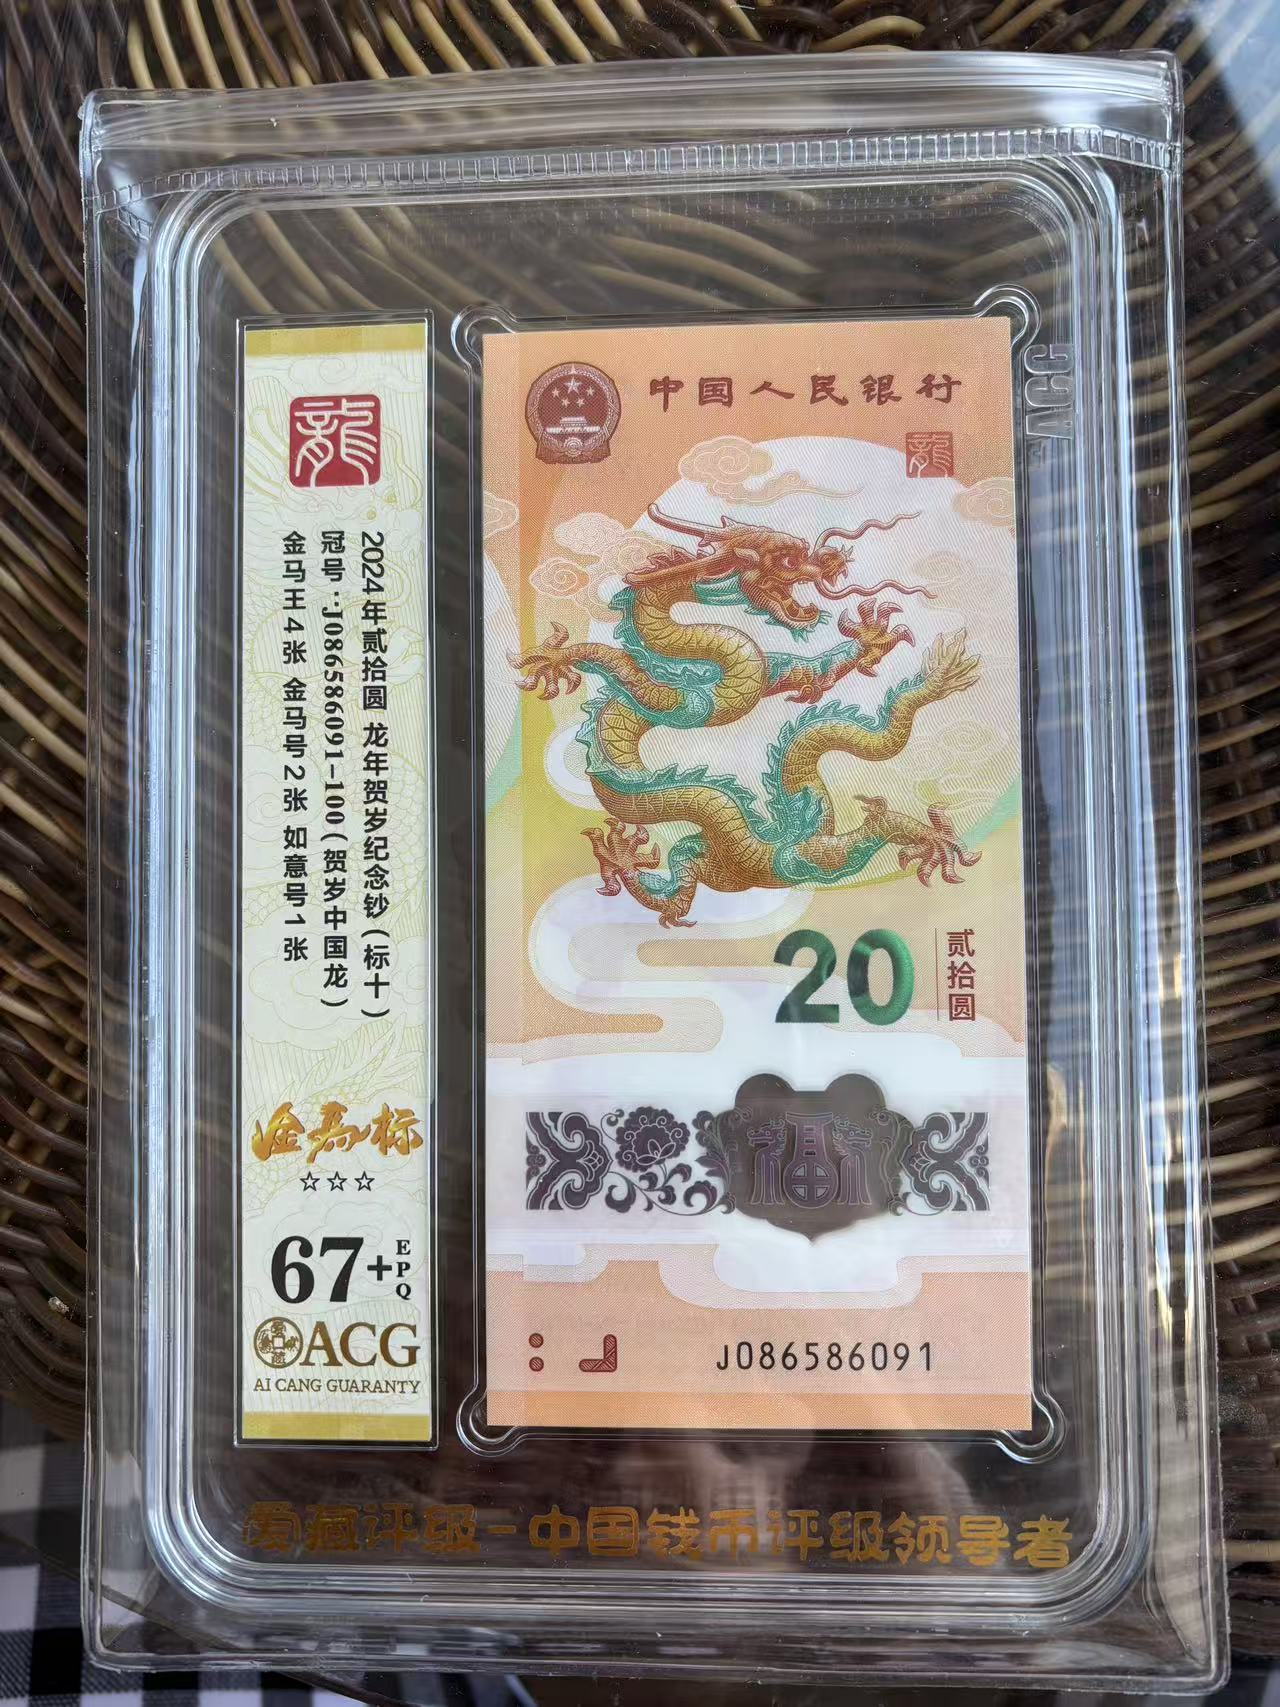 龍
2024年贰拾圆 龙年贺岁纪念钞(标十)
冠号:J086586091-100(贺岁中国龙)
金马王4张 金马号2张 如意号1张
金马标
☆☆☆
67+EPQ
ACG
AI CANG GUARANTY
中国人民银行
龍
20
贰拾圆
福
J086586091
ACG
爱藏评级-中国钱币评级领导者